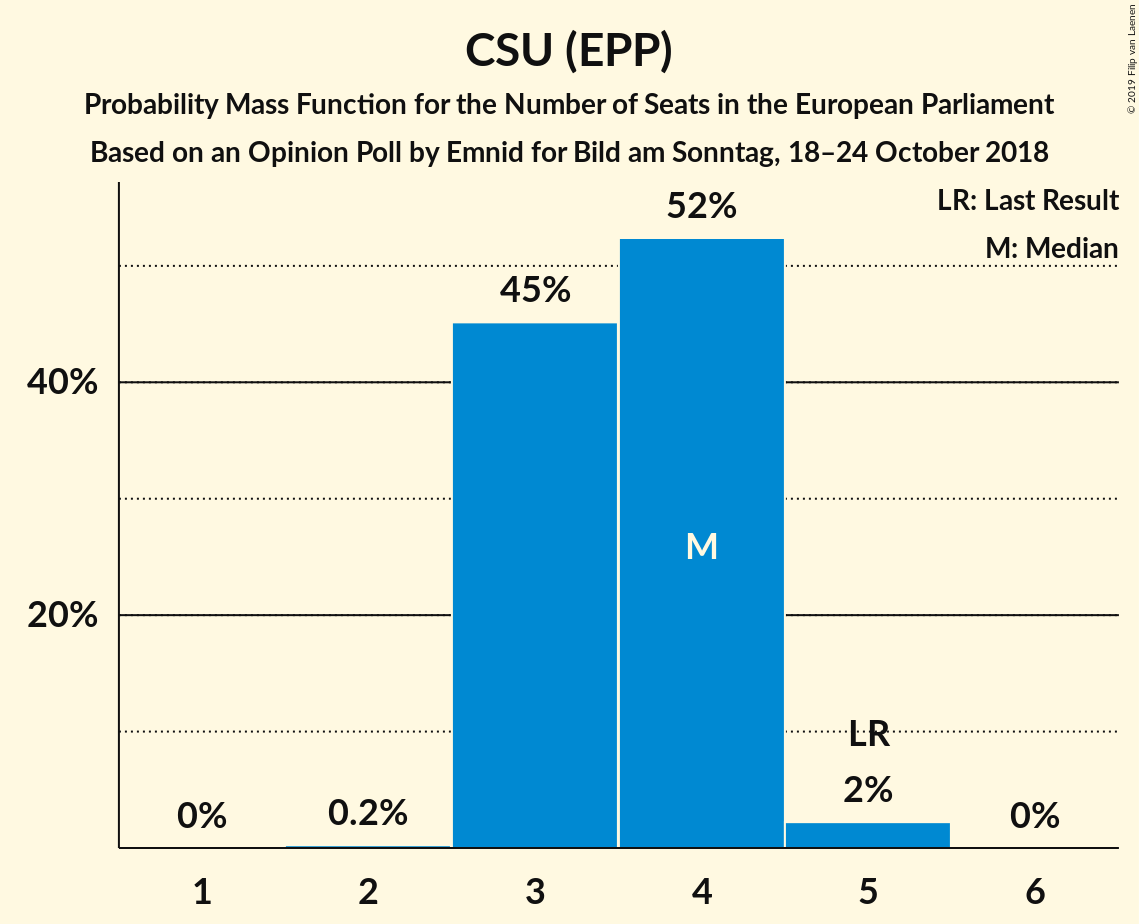 CSU (EPP)
Probability Mass Function for the Number of Seats in the European Parliament
Based on an Opinion Poll by Emnid for Bild am Sonntag, 18–24 October 2018
© 2019 Filip van Laenen
LR: Last Result
M: Median
52%
45%
40%
M
20%
LR
2%
0%
0.2%
0%
1
2
3
4
5
6